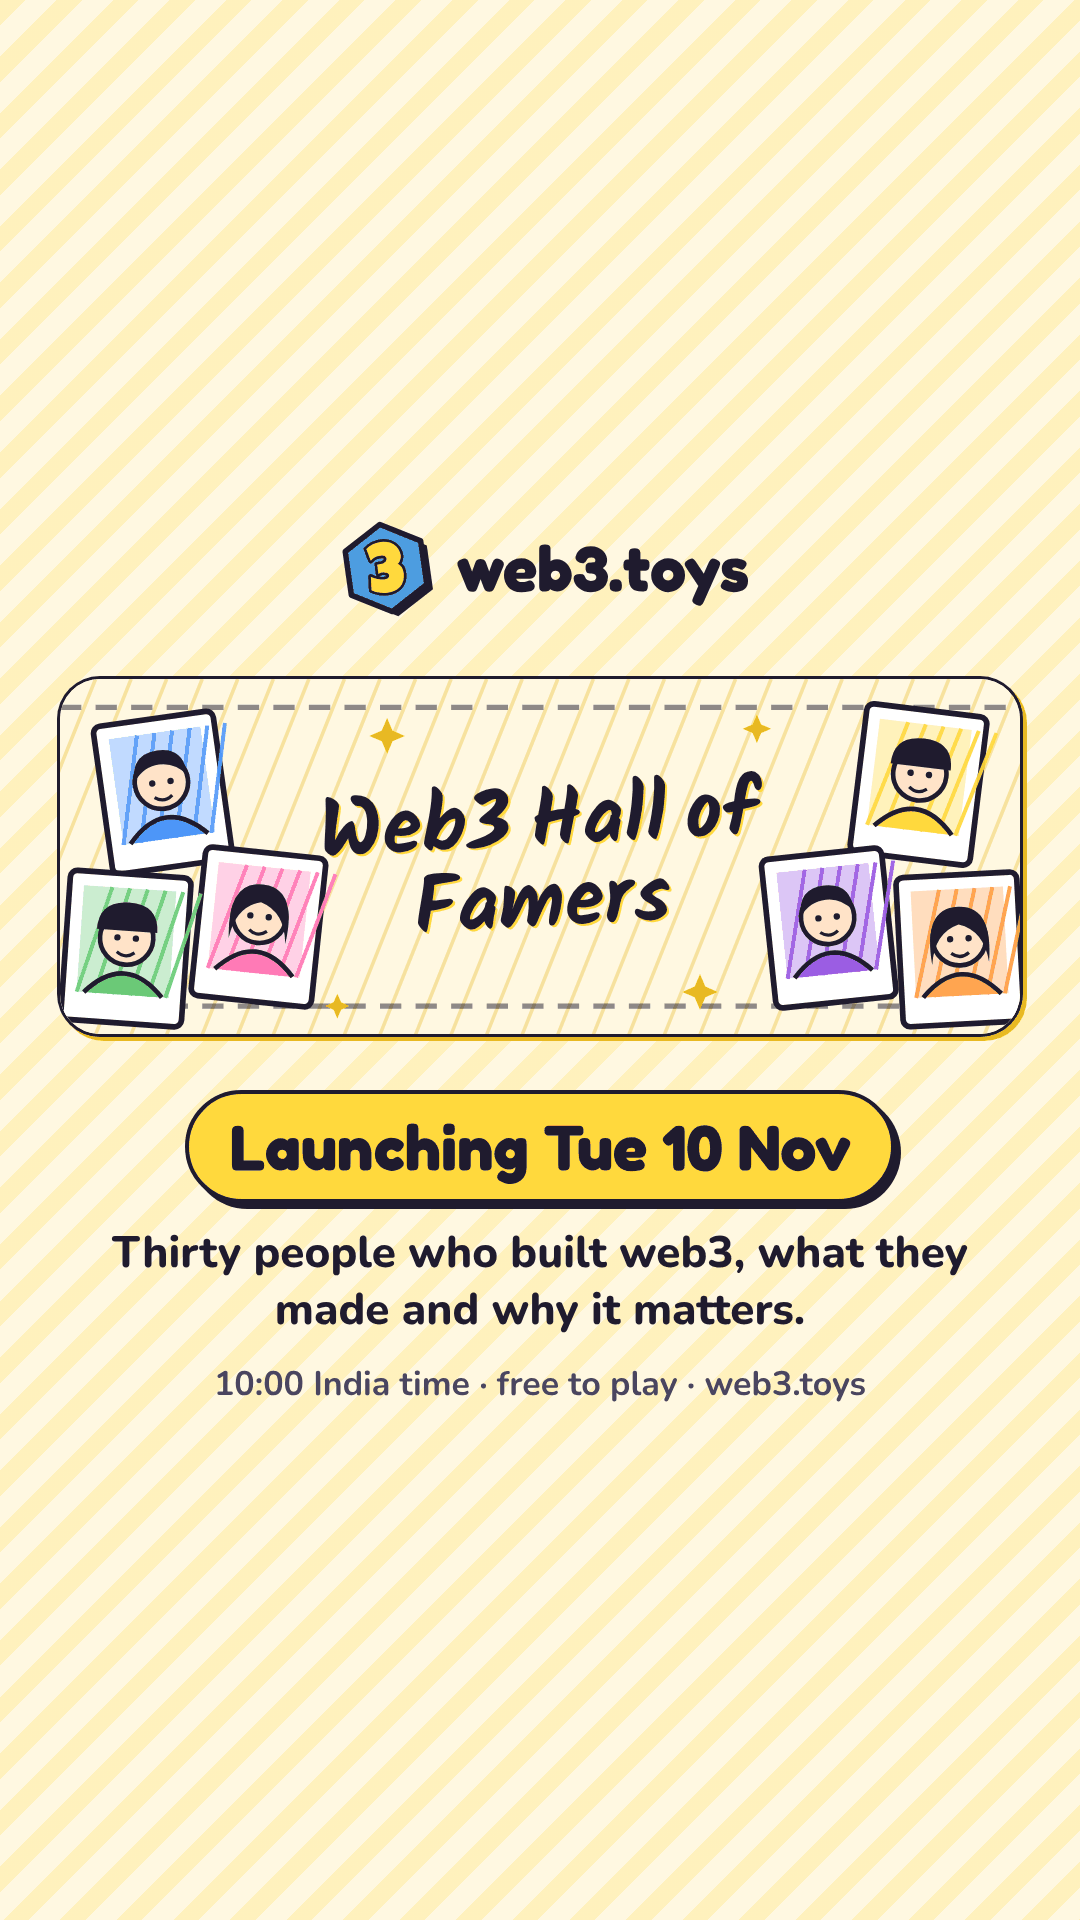 3 web3.toys
Web3 Hall of
Famers
Launching Tue 10 Nov
Thirty people who built web3, what they
made and why it matters.
10:00 India time · free to play · web3.toys